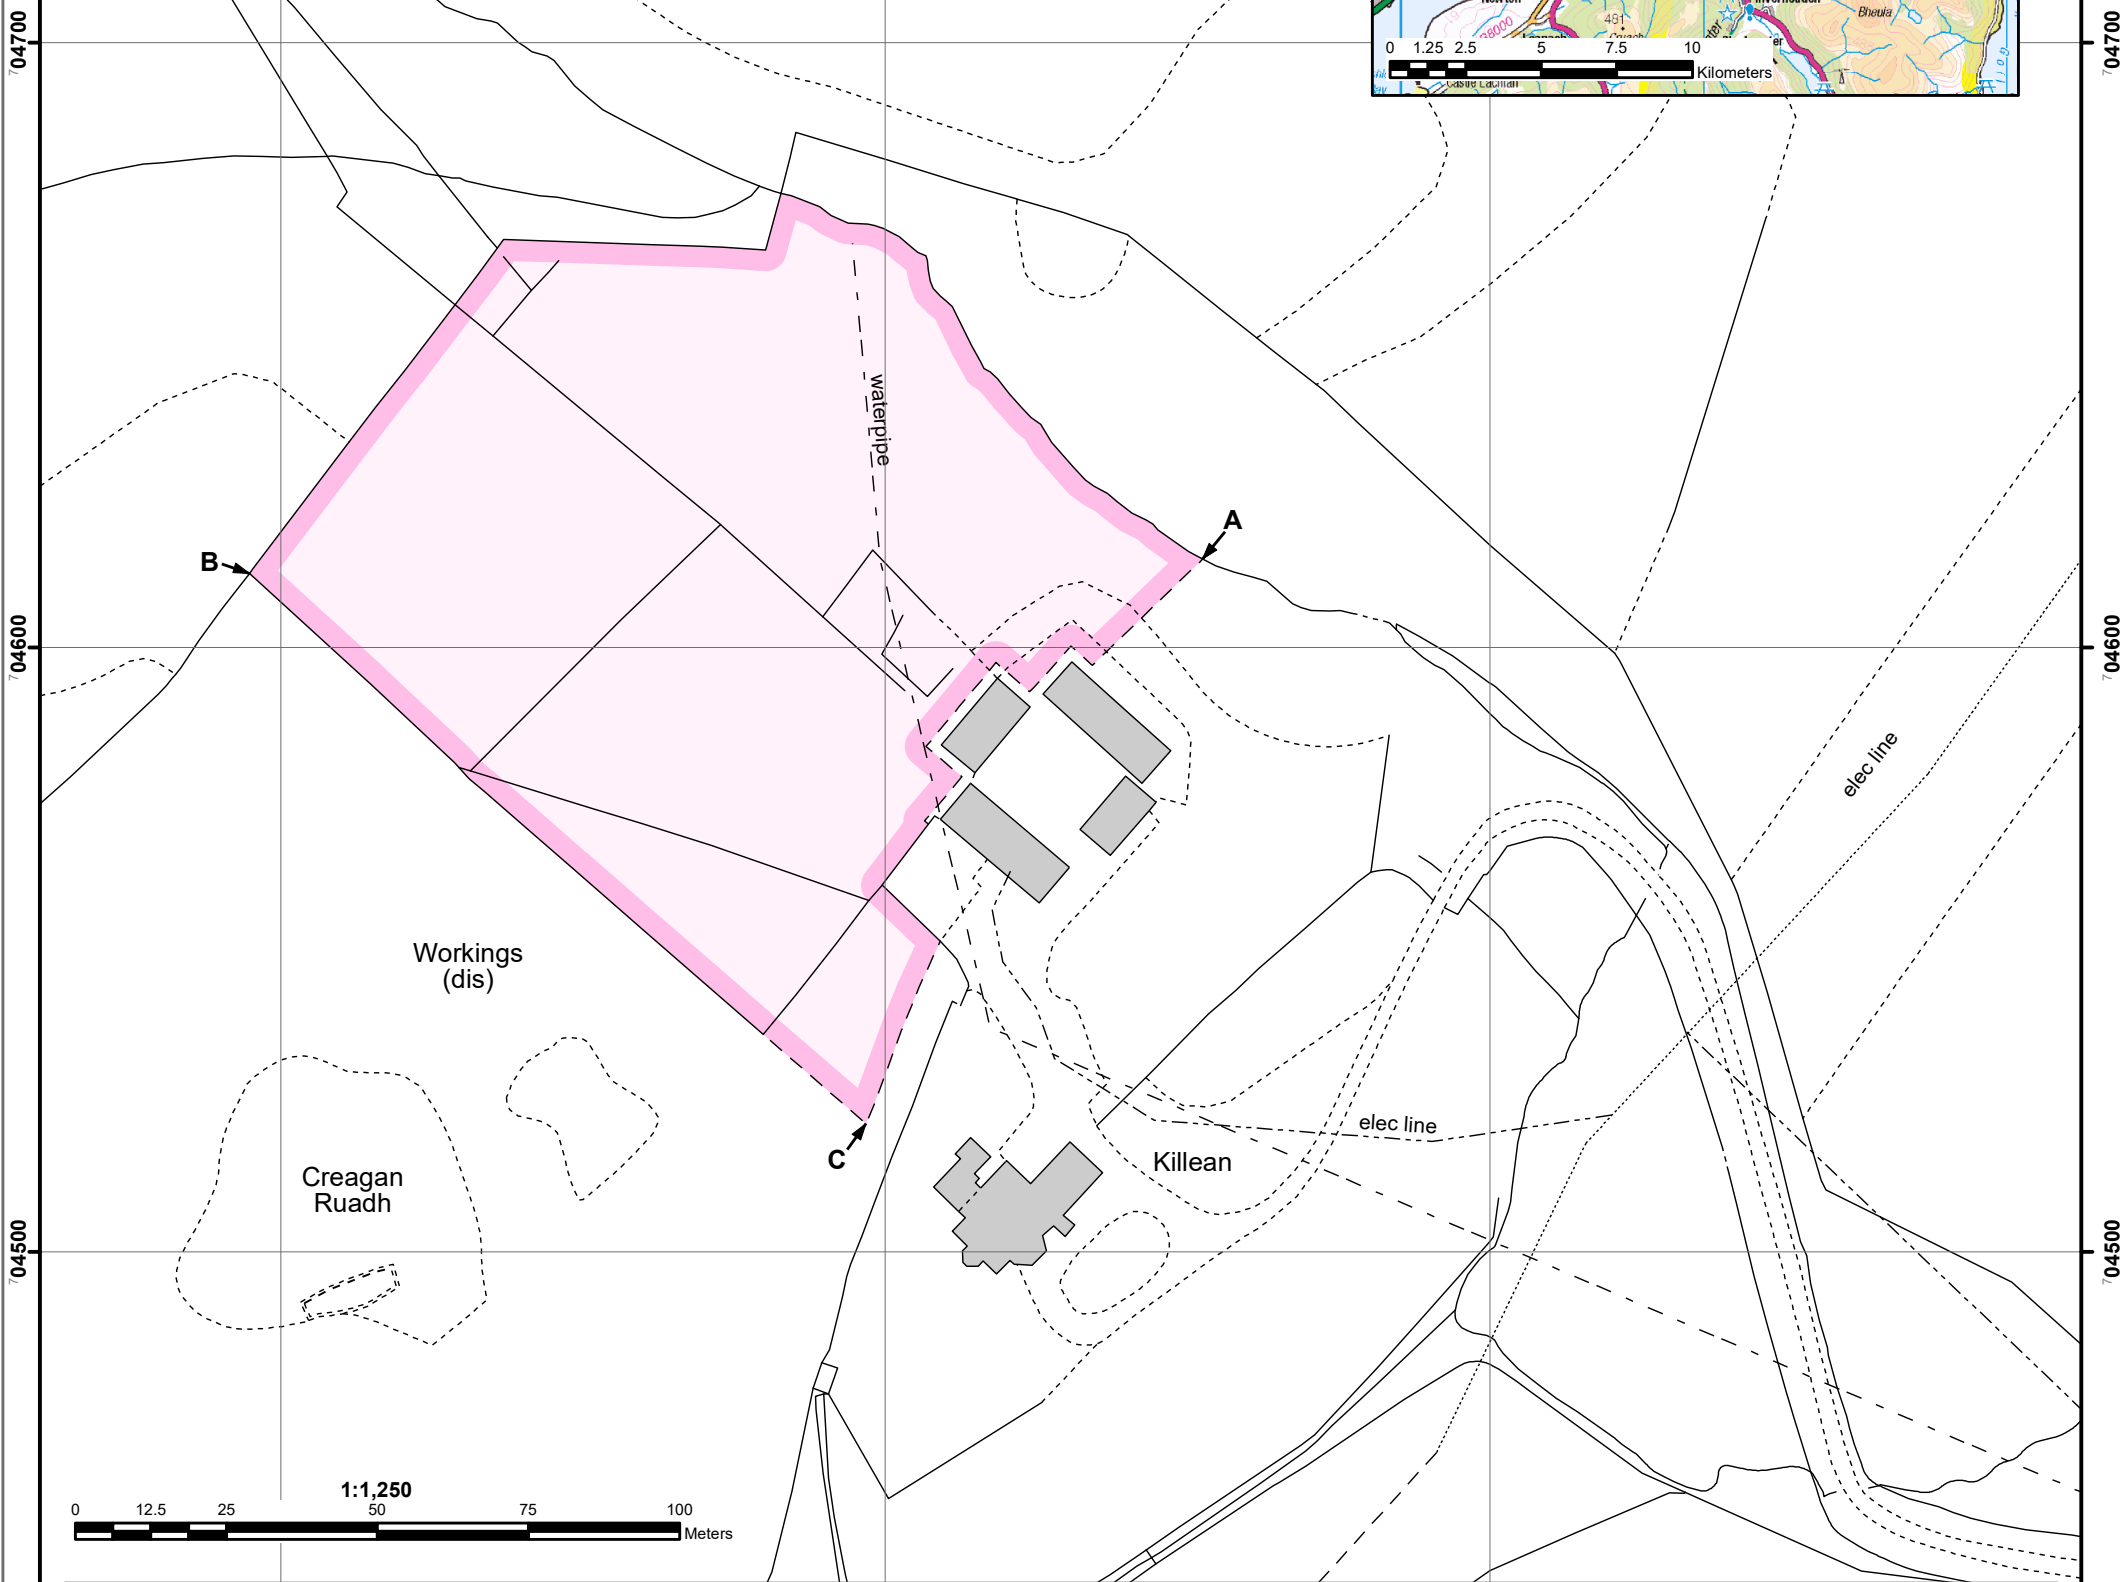 Bheula
481
38000
0 1.25 2.5 5 7.5 10
Kilometers
Castle Lachlan
704700
704700
waterpipe
A
B
704600
704600
elec line
Workings
(dis)
elec line
C
Killean
Creagan
Ruadh
704500
704500
1:1,250
0 12.5 25 50 75 100
Meters